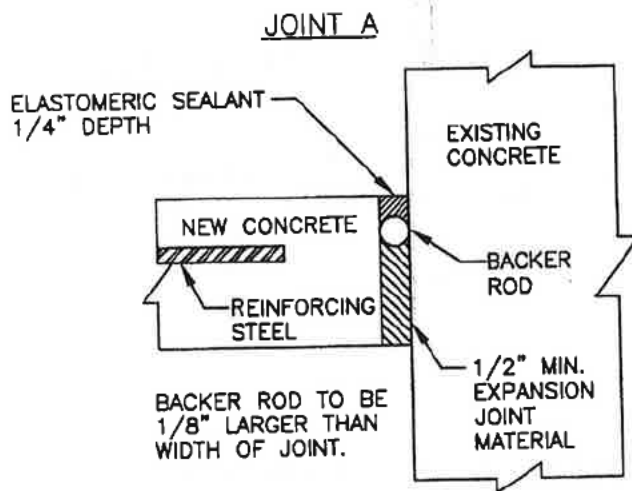 JOINT A
ELASTOMERIC SEALANT
1/4" DEPTH
EXISTING
CONCRETE
NEW CONCRETE
BACKER
ROD
REINFORCING
STEEL
1/2" MIN.
EXPANSION
JOINT
MATERIAL
BACKER ROD TO BE
1/8" LARGER THAN
WIDTH OF JOINT.